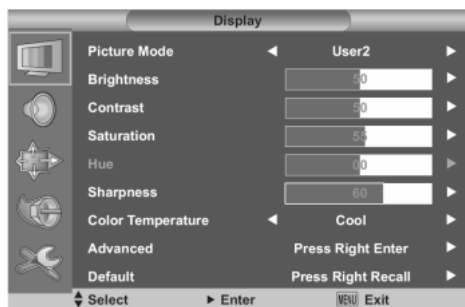 Display
Picture Mode User2
Brightness 50
Contrast 50
Saturation 55
Hue 00
Sharpness 60
Color Temperature Cool
Advanced Press Right Enter
Default Press Right Recall
Select Enter MENU Exit